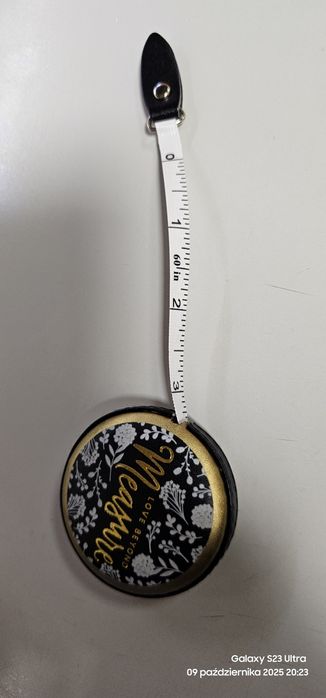 0
1
60 in
2
3
LOVE BEYOND
Measure
Galaxy S23 Ultra
09 października 2025 20:23